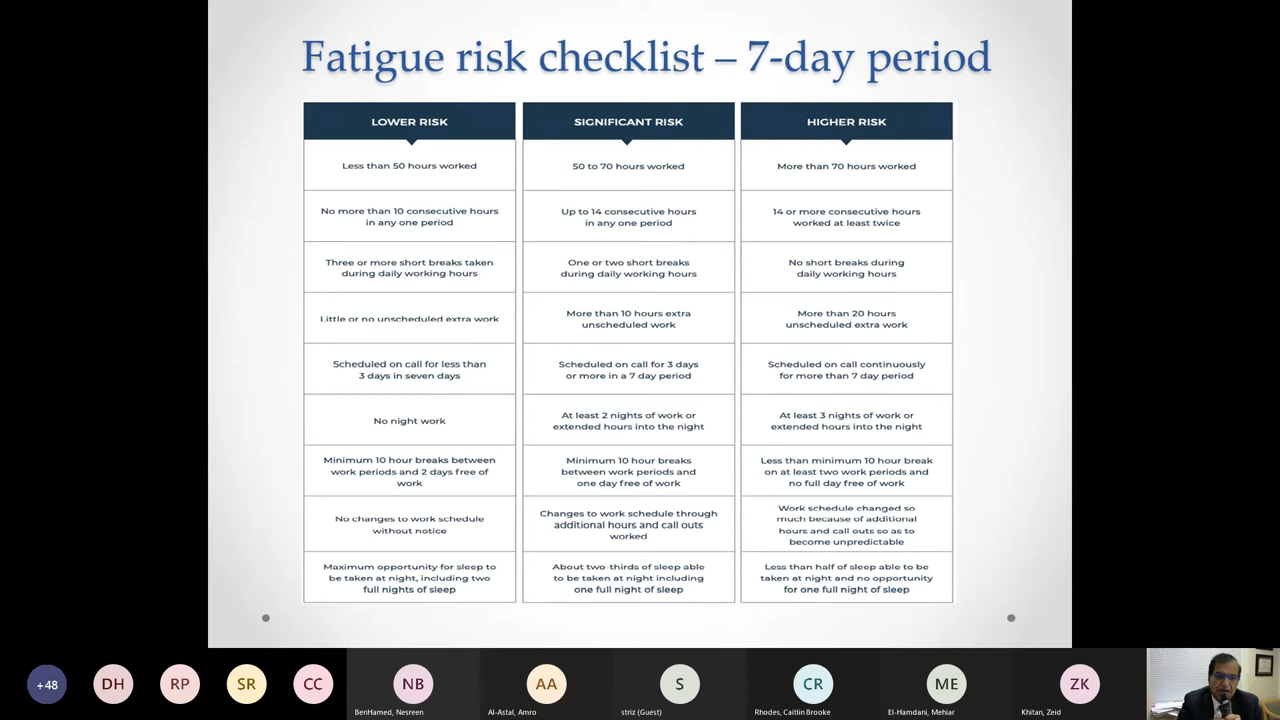 Fatigue risk checklist – 7-day period
LOWER RISK
SIGNIFICANT RISK
HIGHER RISK
Less than 50 hours worked
50 to 70 hours worked
More than 70 hours worked
No more than 10 consecutive hours
in any one period
Up to 14 consecutive hours
in any one period
14 or more consecutive hours
worked at least twice
Three or more short breaks taken
during daily working hours
One or two short breaks
during daily working hours
No short breaks during
daily working hours
Little or no unscheduled extra work
More than 10 hours extra
unscheduled work
More than 20 hours
unscheduled extra work
Scheduled on call for less than
3 days in seven days
Scheduled on call for 3 days
or more in a 7 day period
Scheduled on call continuously
for more than 7 day period
No night work
At least 2 nights of work or
extended hours into the night
At least 3 nights of work or
extended hours into the night
Minimum 10 hour breaks between
work periods and 2 days free of
work
Minimum 10 hour breaks
between work periods and
one day free of work
Less than minimum 10 hour break
on at least two work periods and
no full day free of work
No changes to work schedule
without notice
Changes to work schedule through
additional hours and call outs
worked
Work schedule changed so
much because of additional
hours and call outs so as to
become unpredictable
Maximum opportunity for sleep to
be taken at night, including two
full nights of sleep
About two-thirds of sleep able
to be taken at night including
one full night of sleep
Less than half of sleep able to be
taken at night and no opportunity
for one full night of sleep
+48
DH
RP
SR
CC
NB
BenHamed, Nesreen
AA
Al-Astal, Amro
S
striz (Guest)
CR
Rhodes, Caitlin Brooke
ME
El-Hamdani, Mehiar
ZK
Khitan, Zeid